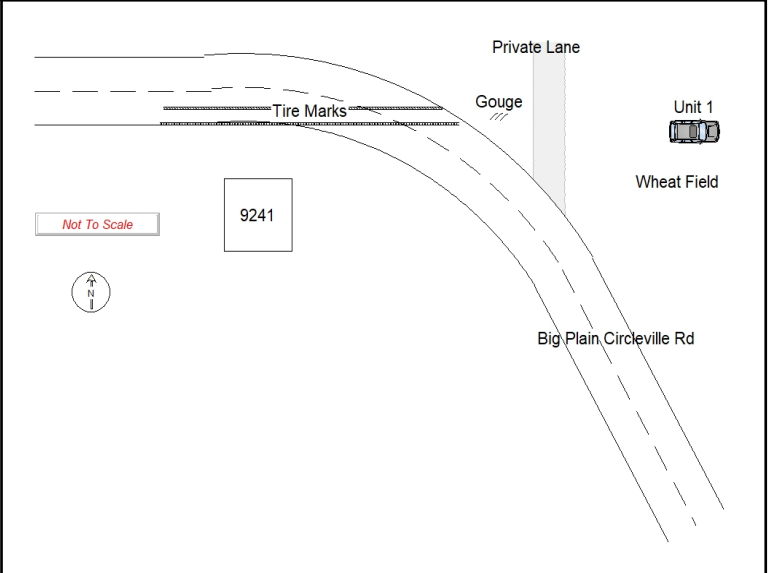 Private Lane
Gouge
Unit 1
Tire Marks
Wheat Field
9241
Not To Scale
N
Big Plain Circleville Rd